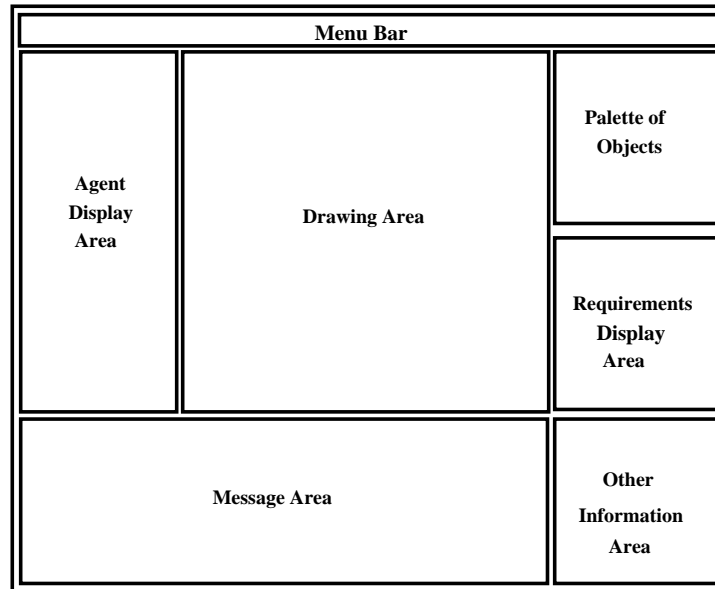 Menu Bar
Agent
Display
Area
Drawing Area
Palette of
Objects
Requirements
Display
Area
Message Area
Other
Information
Area